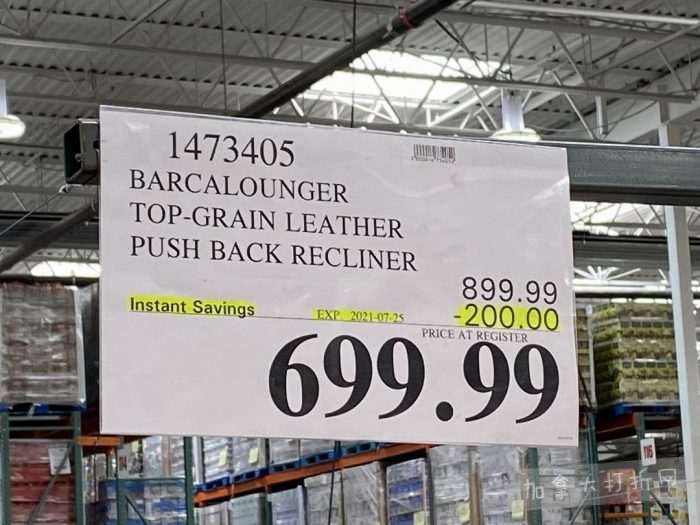 1473405
BARCALOUNGER
TOP-GRAIN LEATHER
PUSH BACK RECLINER
899.99
Instant Savings EXP 2021-07-25 -200.00
PRICE AT REGISTER
699.99
116
加拿大打折网